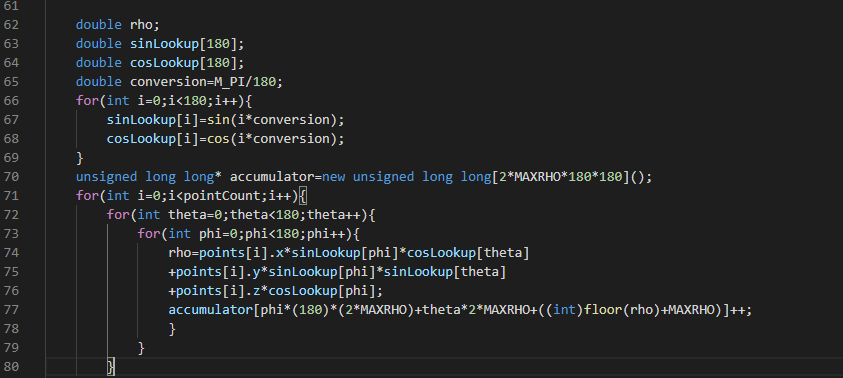 61
62 double rho;
63 double sinLookup[180];
64 double cosLookup[180];
65 double conversion=M_PI/180;
66 for(int i=0;i<180;i++){
67 sinLookup[i]=sin(i*conversion);
68 cosLookup[i]=cos(i*conversion);
69 }
70 unsigned long long* accumulator=new unsigned long long[2*MAXRHO*180*180]();
71 for(int i=0;i<pointCount;i++){
72 for(int theta=0;theta<180;theta++){
73 for(int phi=0;phi<180;phi++){
74 rho=points[i].x*sinLookup[phi]*cosLookup[theta]
75 +points[i].y*sinLookup[phi]*sinLookup[theta]
76 +points[i].z*cosLookup[phi];
77 accumulator[phi*(180)*(2*MAXRHO)+theta*2*MAXRHO+((int)floor(rho)+MAXRHO)]++;
78 }
79 }
80 }